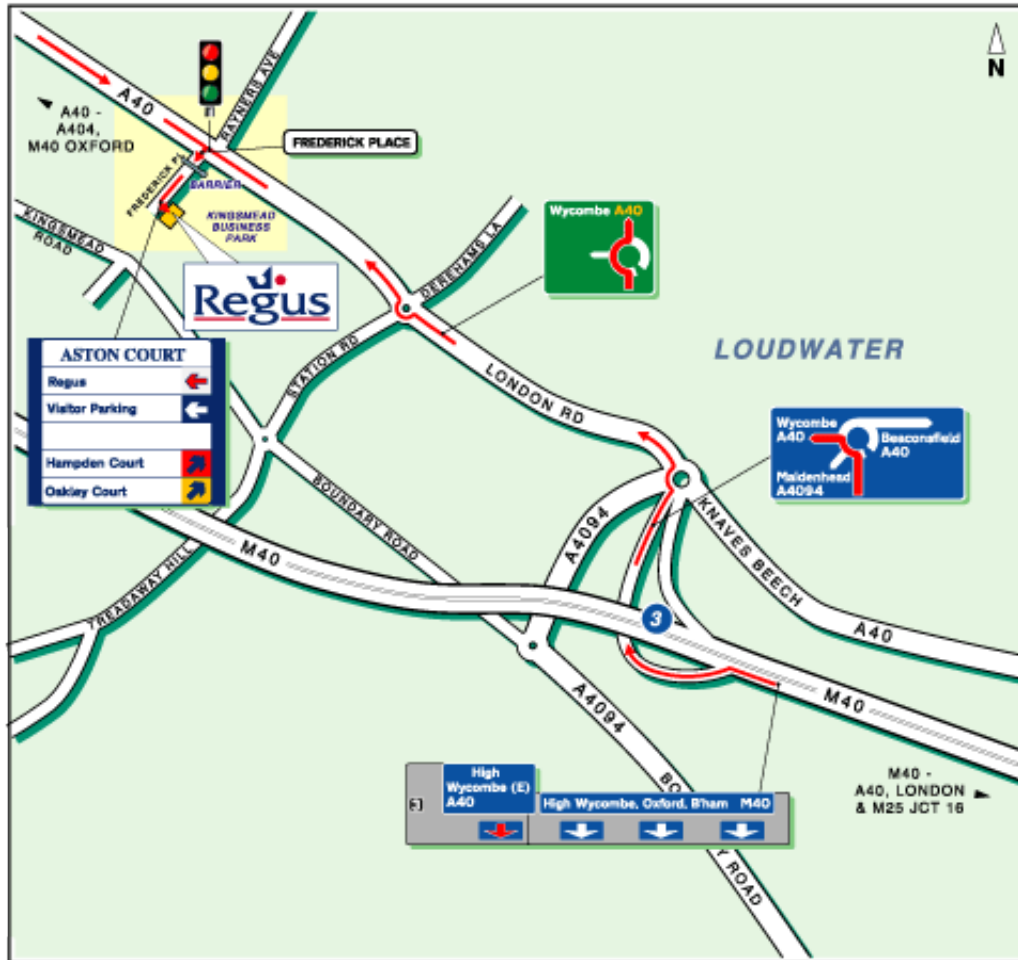 N
A40
A40 -
A404,
M40 OXFORD
RAYNERS AVE
FREDERICK PLACE
FREDERICK PL
BARRIER
KINGSMEAD
BUSINESS
PARK
KINGSMEAD
ROAD
Regus
DEREHAMS LA
Wycombe A40
STATION RD
LOUDWATER
LONDON RD
ASTON COURT
Regus
Visitor Parking
Hampden Court
Oakley Court
Wycombe
A40
Beaconsfield
A40
Maidenhead
A4094
BOUNDARY ROAD
A4094
KNAVES BEECH
M40
TREADAWAY HILL
3
A40
A4094
M40
High
Wycombe (E)
A40
3
High Wycombe, Oxford, B'ham M40
M40 -
A40, LONDON
& M25 JCT 16
BO
Y ROAD